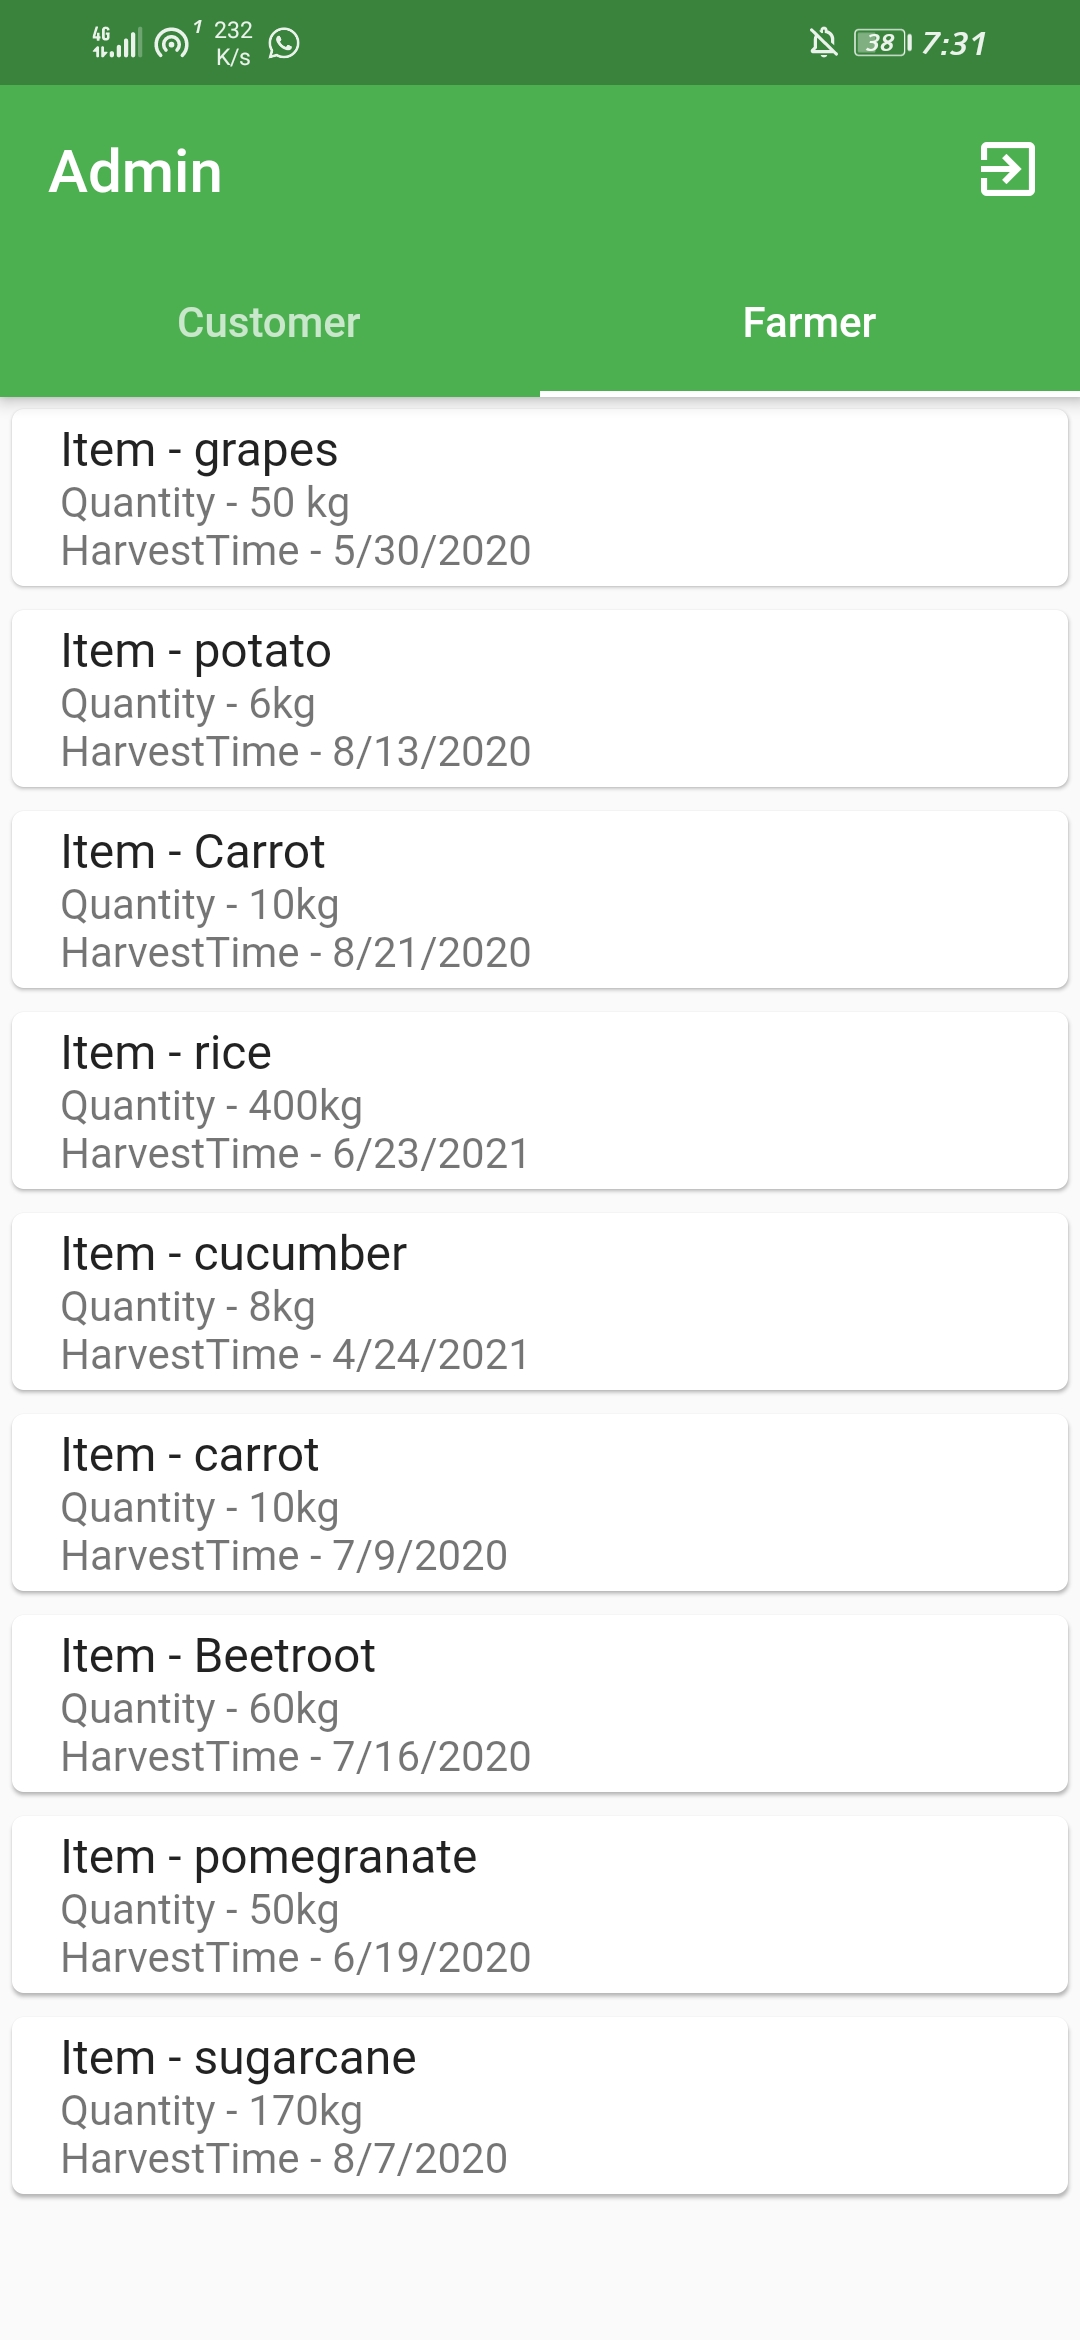 4G 1 232 K/s 38 7:31
Admin
Customer Farmer
Item - grapes
Quantity - 50 kg
HarvestTime - 5/30/2020
Item - potato
Quantity - 6kg
HarvestTime - 8/13/2020
Item - Carrot
Quantity - 10kg
HarvestTime - 8/21/2020
Item - rice
Quantity - 400kg
HarvestTime - 6/23/2021
Item - cucumber
Quantity - 8kg
HarvestTime - 4/24/2021
Item - carrot
Quantity - 10kg
HarvestTime - 7/9/2020
Item - Beetroot
Quantity - 60kg
HarvestTime - 7/16/2020
Item - pomegranate
Quantity - 50kg
HarvestTime - 6/19/2020
Item - sugarcane
Quantity - 170kg
HarvestTime - 8/7/2020